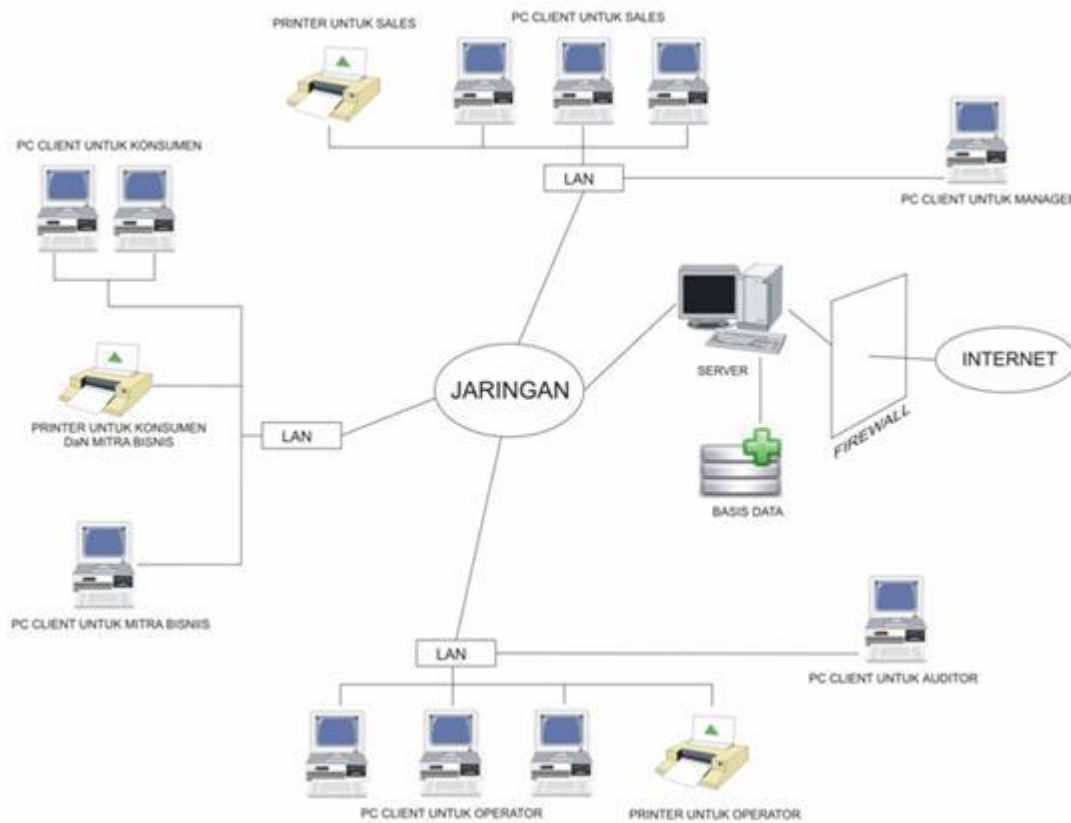 PRINTER UNTUK SALES
PC CLIENT UNTUK SALES
PC CLIENT UNTUK KONSUMEN
LAN
PC CLIENT UNTUK MANAGER
JARINGAN
SERVER
INTERNET
FIREWALL
PRINTER UNTUK KONSUMEN
DaN MITRA BISNIS
LAN
BASIS DATA
PC CLIENT UNTUK MITRA BISNIIS
LAN
PC CLIENT UNTUK AUDITOR
PC CLIENT UNTUK OPERATOR
PRINTER UNTUK OPERATOR